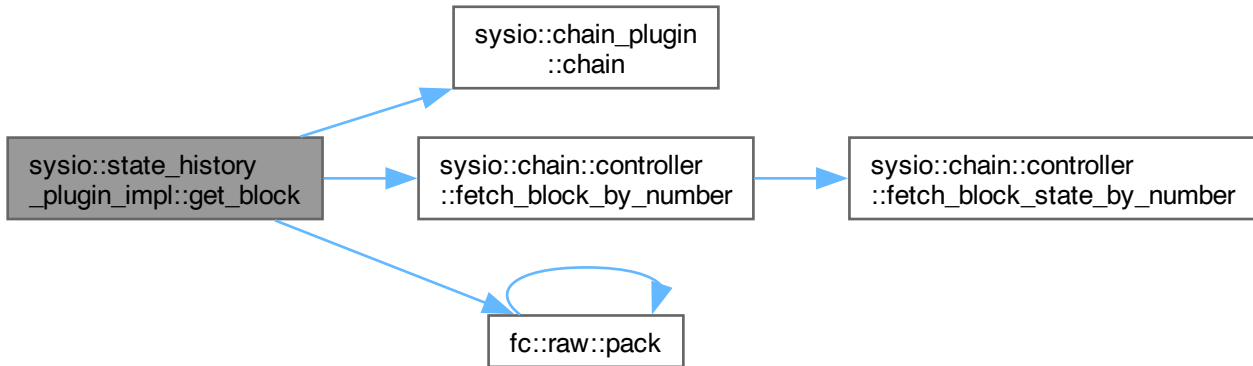 sysio::chain_plugin
::chain
sysio::state_history
_plugin_impl::get_block
sysio::chain::controller
::fetch_block_by_number
sysio::chain::controller
::fetch_block_state_by_number
fc::raw::pack